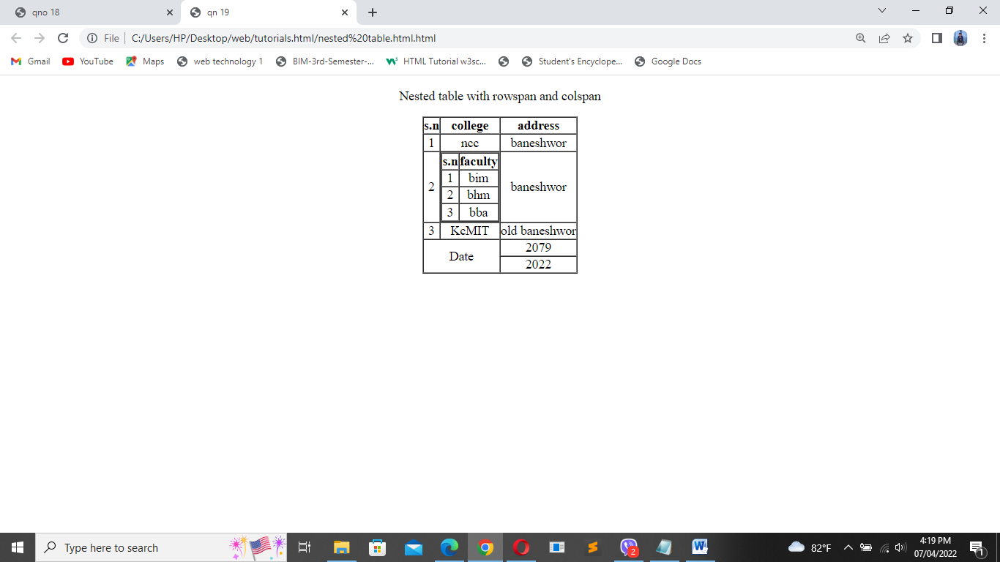 qno 18
qn 19
File
C:/Users/HP/Desktop/web/tutorials.html/nested%20table.html.html
Gmail YouTube Maps web technology 1 BIM-3rd-Semester-... HTML Tutorial w3sc... Student's Encyclope... Google Docs
Nested table with rowspan and colspan
s.n college address
1 ncc baneshwor
2
s.n faculty
1 bim
2 bhm
3 bba
baneshwor
3 KcMIT old baneshwor
Date
2079
2022
Type here to search
2
82°F
4:19 PM
07/04/2022
1